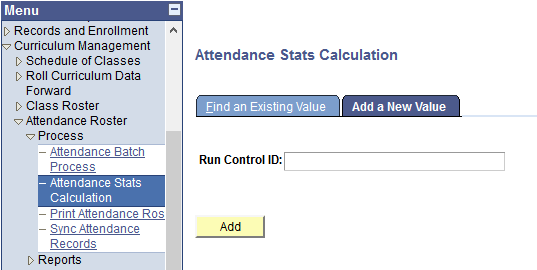 Menu
Records and Enrollment
Curriculum Management
Schedule of Classes
Roll Curriculum Data
Forward
Class Roster
Attendance Roster
Process
Attendance Batch
Process
Attendance Stats
Calculation
Print Attendance Ros
Sync Attendance
Records
Reports
Attendance Stats Calculation
Find an Existing Value
Add a New Value
Run Control ID:
Add